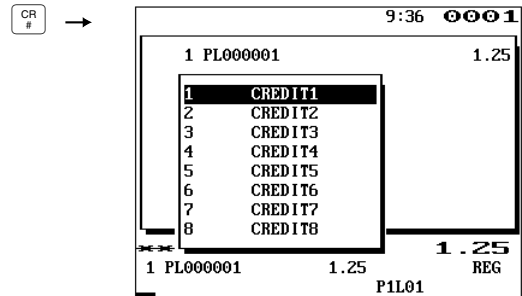 CR
#
9:36 0001
1 PL000001 1.25
1 CREDIT1
2 CREDIT2
3 CREDIT3
4 CREDIT4
5 CREDIT5
6 CREDIT6
7 CREDIT7
8 CREDIT8
** 1.25
1 PL000001 1.25 REG
P1L01